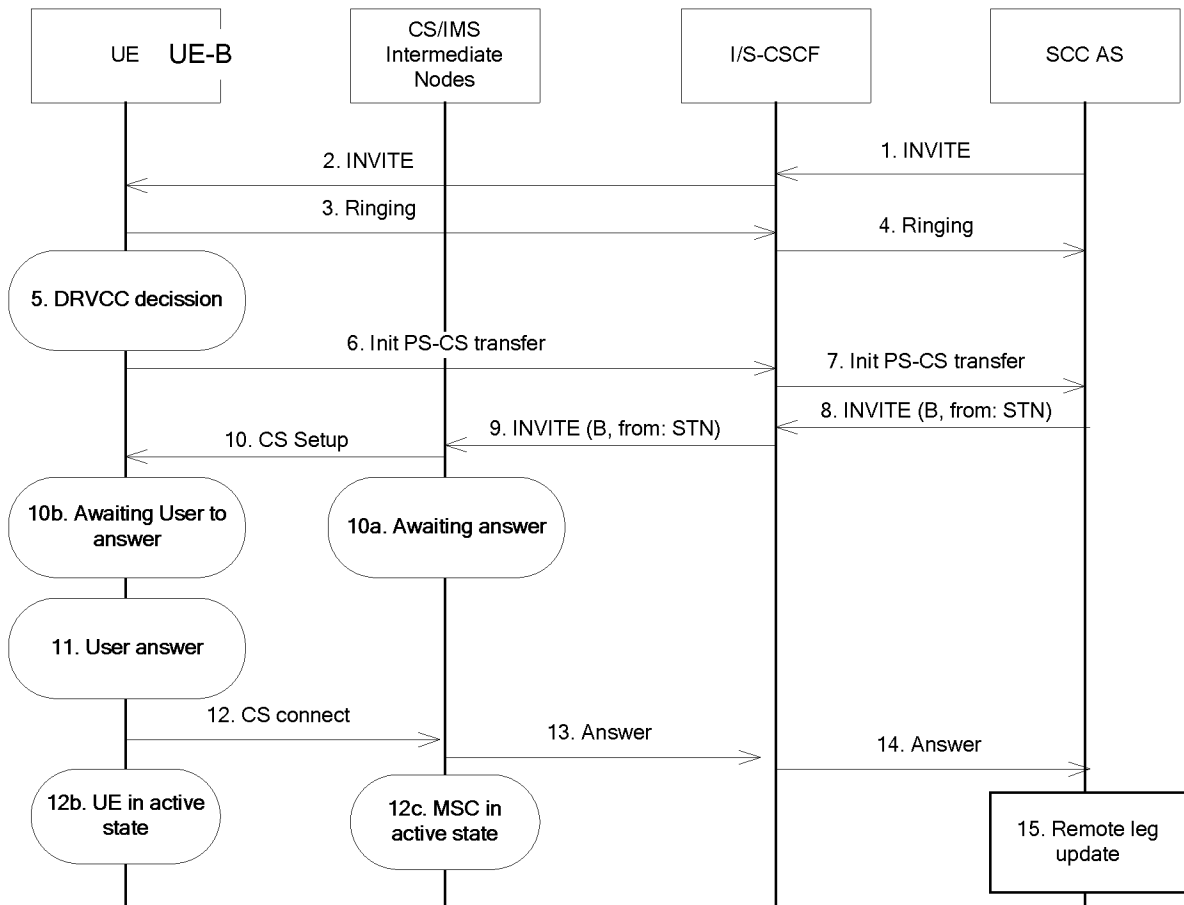 UE UE-B
CS/IMS
Intermediate
Nodes
I/S-CSCF
SCC AS
1. INVITE
2. INVITE
3. Ringing
4. Ringing
5. DRVCC decission
6. Init PS-CS transfer
7. Init PS-CS transfer
8. INVITE (B, from: STN)
9. INVITE (B, from: STN)
10. CS Setup
10b. Awaiting User to
answer
10a. Awaiting answer
11. User answer
12. CS connect
13. Answer
14. Answer
12b. UE in active
state
12c. MSC in
active state
15. Remote leg
update